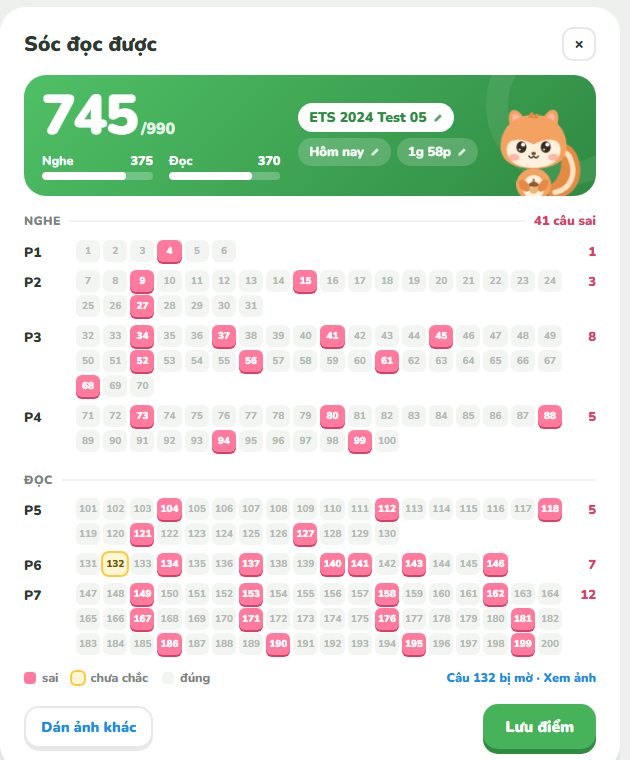 Sóc đọc được
×
745/990
Nghe 375 Đọc 370
ETS 2024 Test 05
Hôm nay 1g 58p
NGHE 41 câu sai
P1 1 2 3 4 5 6 1
P2 7 8 9 10 11 12 13 14 15 16 17 18 19 20 21 22 23 24 3
25 26 27 28 29 30 31
P3 32 33 34 35 36 37 38 39 40 41 42 43 44 45 46 47 48 49 8
50 51 52 53 54 55 56 57 58 59 60 61 62 63 64 65 66 67
68 69 70
P4 71 72 73 74 75 76 77 78 79 80 81 82 83 84 85 86 87 88 5
89 90 91 92 93 94 95 96 97 98 99 100
ĐỌC
P5 101 102 103 104 105 106 107 108 109 110 111 112 113 114 115 116 117 118 5
119 120 121 122 123 124 125 126 127 128 129 130
P6 131 132 133 134 135 136 137 138 139 140 141 142 143 144 145 146 7
P7 147 148 149 150 151 152 153 154 155 156 157 158 159 160 161 162 163 164 12
165 166 167 168 169 170 171 172 173 174 175 176 177 178 179 180 181 182
183 184 185 186 187 188 189 190 191 192 193 194 195 196 197 198 199 200
sai chưa chắc đúng Câu 132 bị mờ · Xem ảnh
Dán ảnh khác Lưu điểm